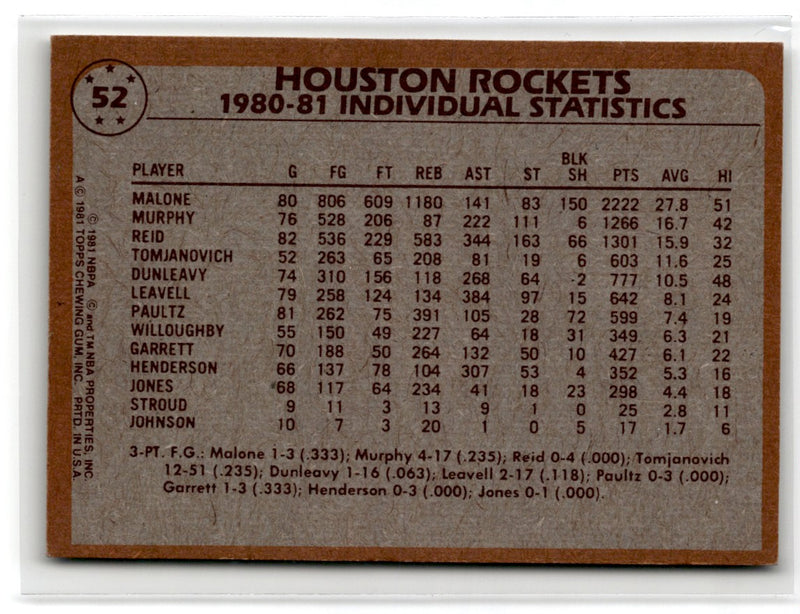 52
HOUSTON ROCKETS
1980-81 INDIVIDUAL STATISTICS
PLAYER G FG FT REB AST ST BLK SH PTS AVG HI
MALONE 80 806 609 1180 141 83 150 2222 27.8 51
MURPHY 76 528 206 87 222 111 6 1266 16.7 42
REID 82 536 229 583 344 163 66 1301 15.9 32
TOMJANOVICH 52 263 65 208 81 19 6 603 11.6 25
DUNLEAVY 74 310 156 118 268 64 2 777 10.5 48
LEAVELL 79 258 124 134 384 97 15 642 8.1 24
PAULTZ 81 262 75 391 105 28 72 599 7.4 19
WILLOUGHBY 55 150 49 227 64 18 31 349 6.3 21
GARRETT 70 188 50 264 132 50 10 427 6.1 22
HENDERSON 66 137 78 104 307 53 4 352 5.3 16
JONES 68 117 64 234 41 18 23 298 4.4 18
STROUD 9 11 3 13 9 1 0 25 2.8 11
JOHNSON 10 7 3 20 1 0 5 17 1.7 6
3-PT. F.G.: Malone 1-3 (.333); Murphy 4-17 (.235); Reid 0-4 (.000); Tomjanovich
12-51 (.235); Dunleavy 1-16 (.063); Leavell 2-17 (.118); Paultz 0-3 (.000);
Garrett 1-3 (.333); Henderson 0-3 (.000); Jones 0-1 (.000).
© 1981 NBPA © and TM NBA PROPERTIES, INC.
A © 1981 TOPPS CHEWING GUM, INC. PRTD. IN U.S.A